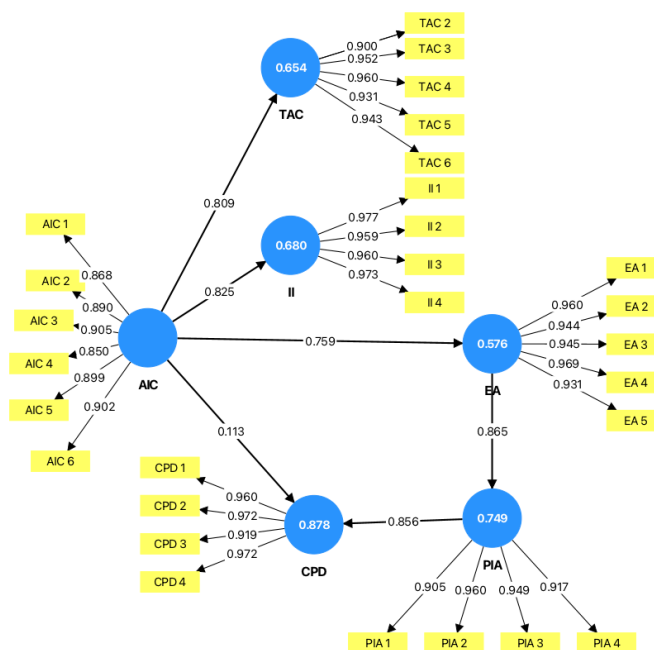 TAC 2
TAC 3
TAC 4
TAC 5
TAC 6
0.900
0.952
0.960
0.931
0.943
0.654
TAC
0.809
II 1
II 2
II 3
II 4
0.977
0.959
0.960
0.973
0.680
II
0.825
AIC 1
AIC 2
AIC 3
AIC 4
AIC 5
AIC 6
0.868
0.890
0.905
0.850
0.899
0.902
AIC
0.759
EA 1
EA 2
EA 3
EA 4
EA 5
0.960
0.944
0.945
0.969
0.931
0.576
EA
0.865
0.113
CPD 1
CPD 2
CPD 3
CPD 4
0.960
0.972
0.919
0.972
0.878
CPD
0.856
0.749
PIA
0.905
0.960
0.949
0.917
PIA 1
PIA 2
PIA 3
PIA 4